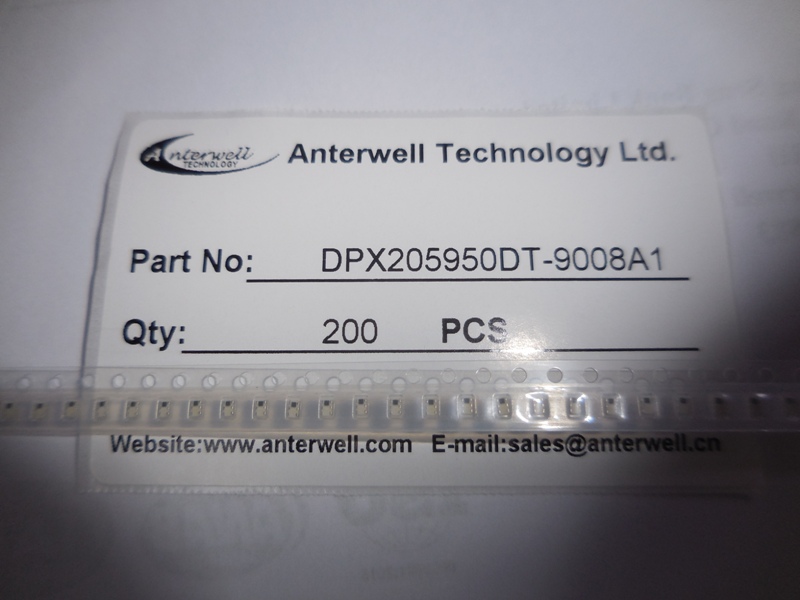 Anterwell
TECHNOLOGY
Anterwell Technology Ltd.
Part No: DPX205950DT-9008A1
Qty: 200 PCS
Website:www.anterwell.com E-mail:sales@anterwell.cn